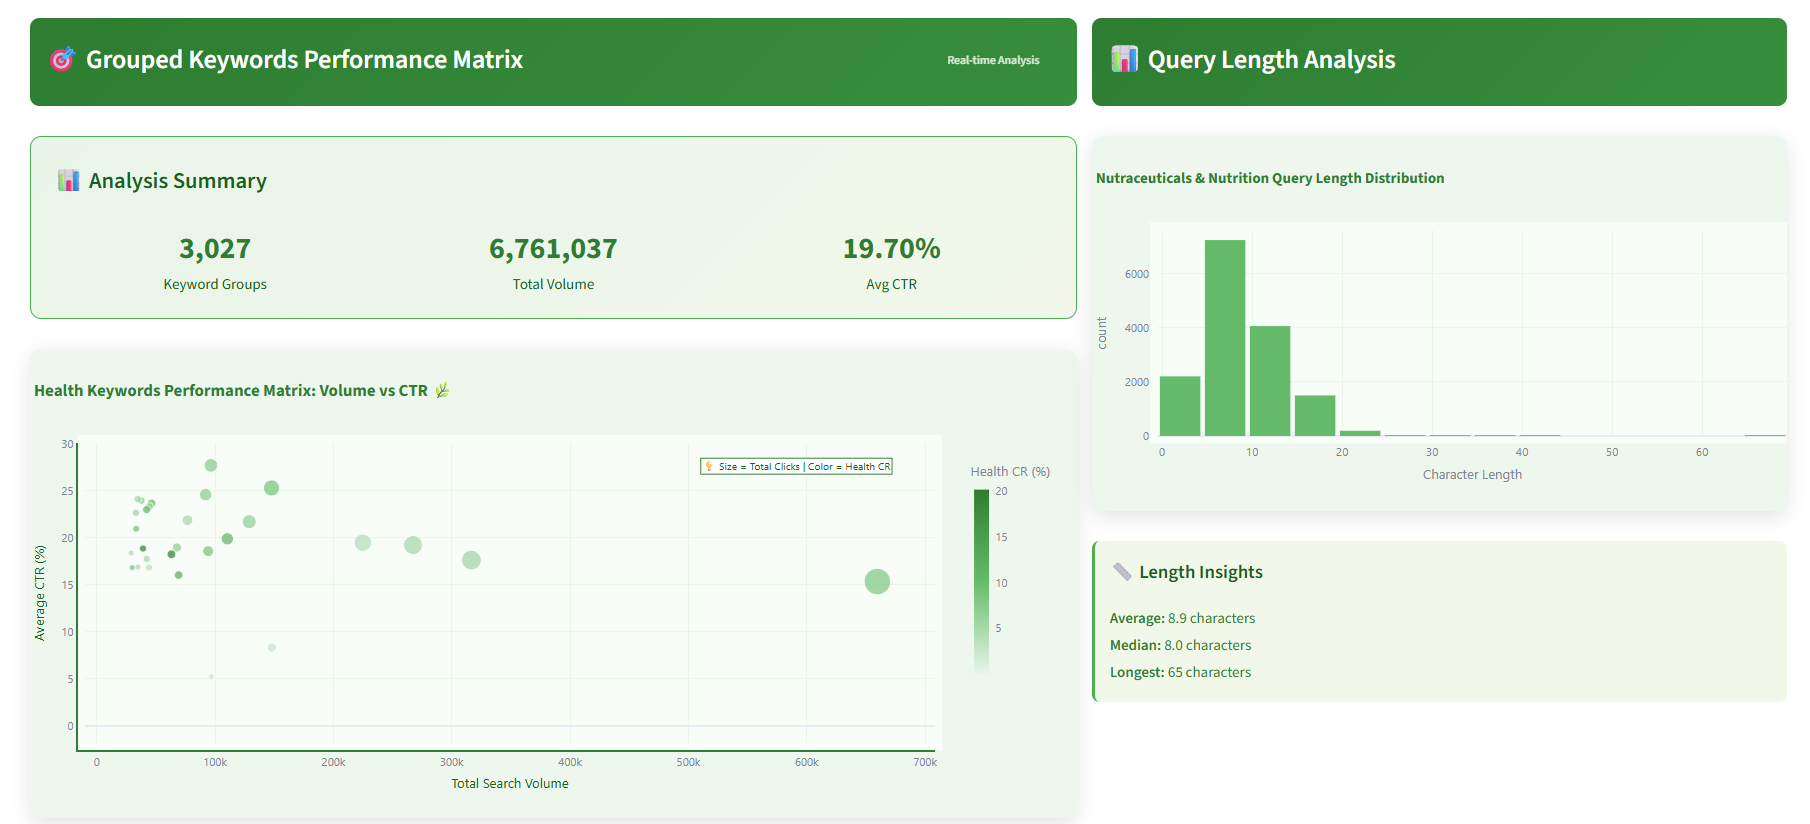 🎯 Grouped Keywords Performance Matrix
Real-time Analysis
📊 Analysis Summary
3,027
Keyword Groups
6,761,037
Total Volume
19.70%
Avg CTR
Health Keywords Performance Matrix: Volume vs CTR 🌿
💡 Size = Total Clicks | Color = Health CR
Average CTR (%)
30
25
20
15
10
5
0
0
100k
200k
300k
400k
500k
600k
700k
Total Search Volume
Health CR (%)
20
15
10
5
📊 Query Length Analysis
Nutraceuticals & Nutrition Query Length Distribution
count
6000
4000
2000
0
0
10
20
30
40
50
60
Character Length
📏 Length Insights
Average: 8.9 characters
Median: 8.0 characters
Longest: 65 characters